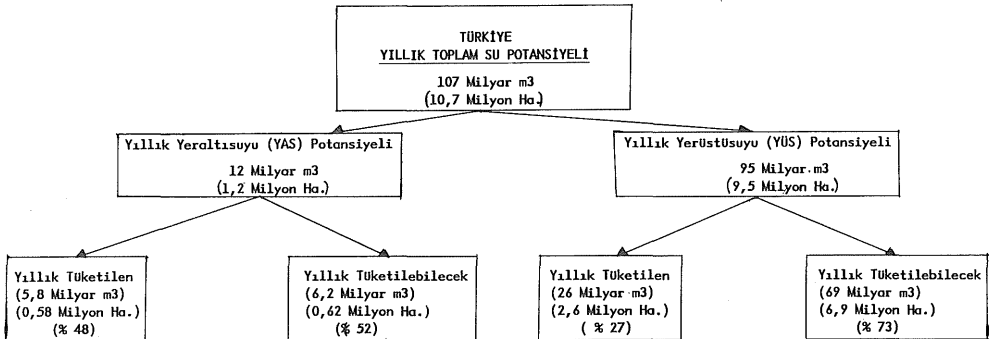 TÜRKİYE
YILLIK TOPLAM SU POTANSİYELİ
107 Milyar m3
(10,7 Milyon Ha.)
Yıllık Yeraltısuyu (YAS) Potansiyeli
12 Milyar m3
(1,2 Milyon Ha.)
Yıllık Yerüstüsuyu (YÜS) Potansiyeli
95 Milyar m3
(9,5 Milyon Ha.)
Yıllık Tüketilen
(5,8 Milyar m3)
(0,58 Milyon Ha.)
(% 48)
Yıllık Tüketilebilecek
(6,2 Milyar m3)
(0,62 Milyon Ha.)
(% 52)
Yıllık Tüketilen
(26 Milyar m3)
(2,6 Milyon Ha.)
( % 27)
Yıllık Tüketilebilecek
(69 Milyar m3)
(6,9 Milyon Ha.)
(% 73)